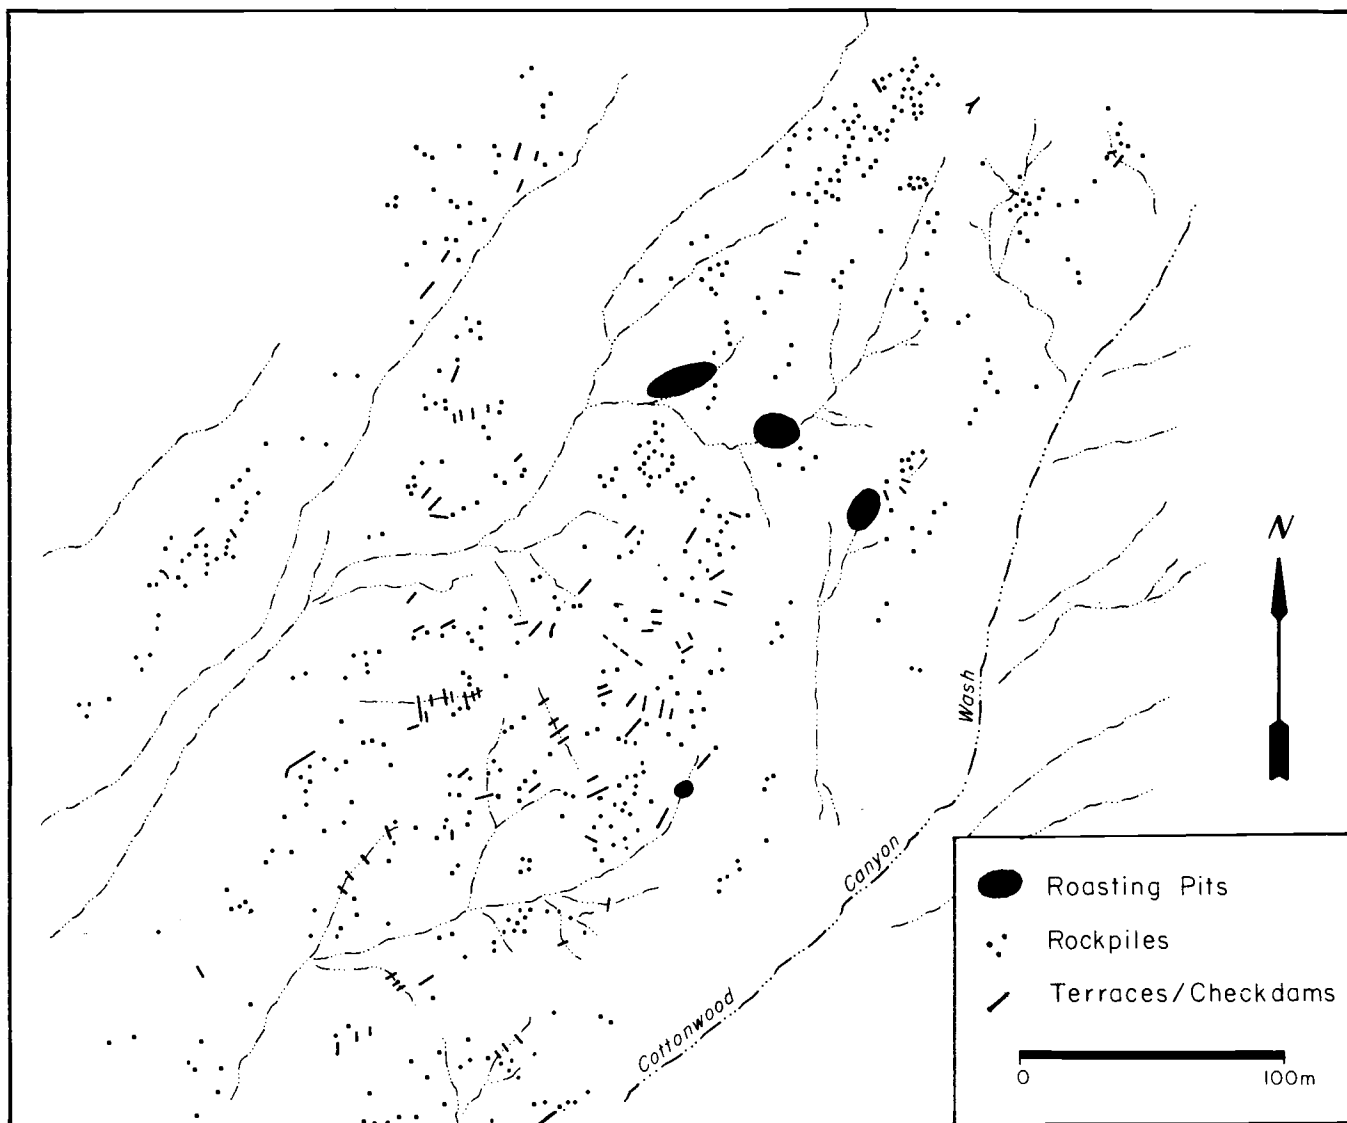 N
Wash
Canyon
Cottonwood
Roasting Pits
Rockpiles
Terraces/Checkdams
0 100m